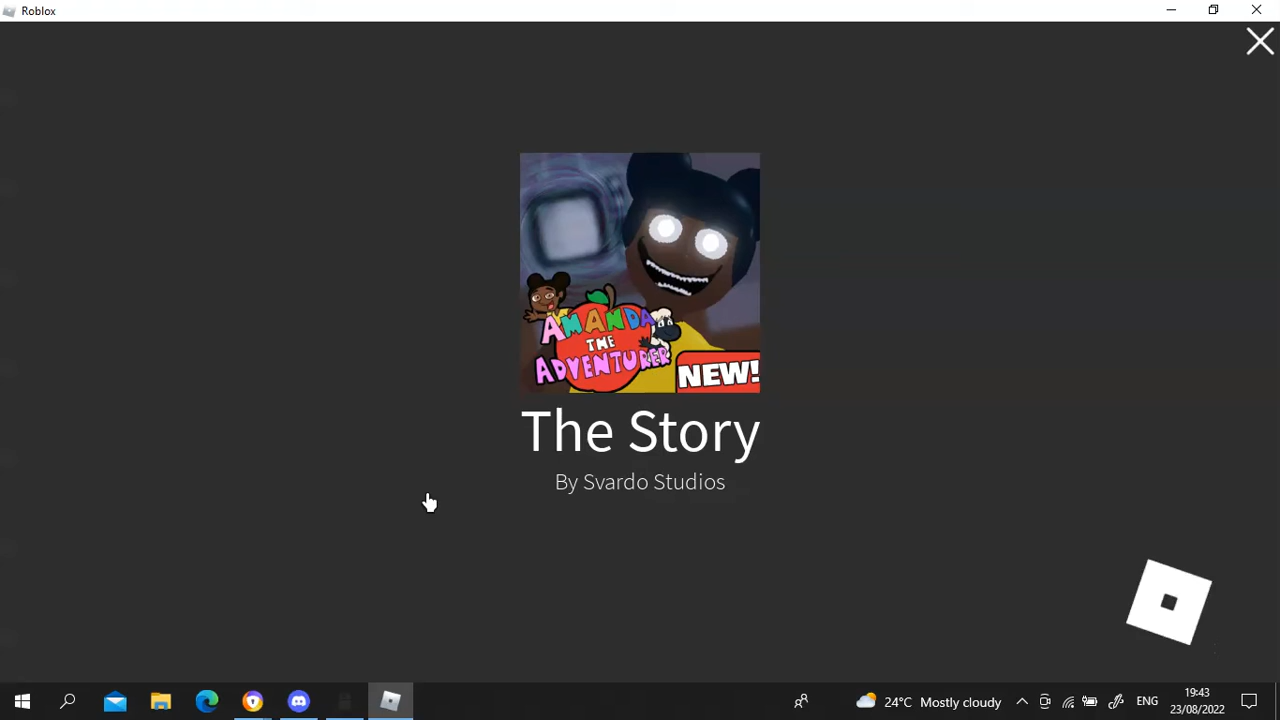 Roblox
AMANDA
THE
ADVENTURER
NEW!
The Story
By Svardo Studios
24°C Mostly cloudy
ENG
19:43
23/08/2022